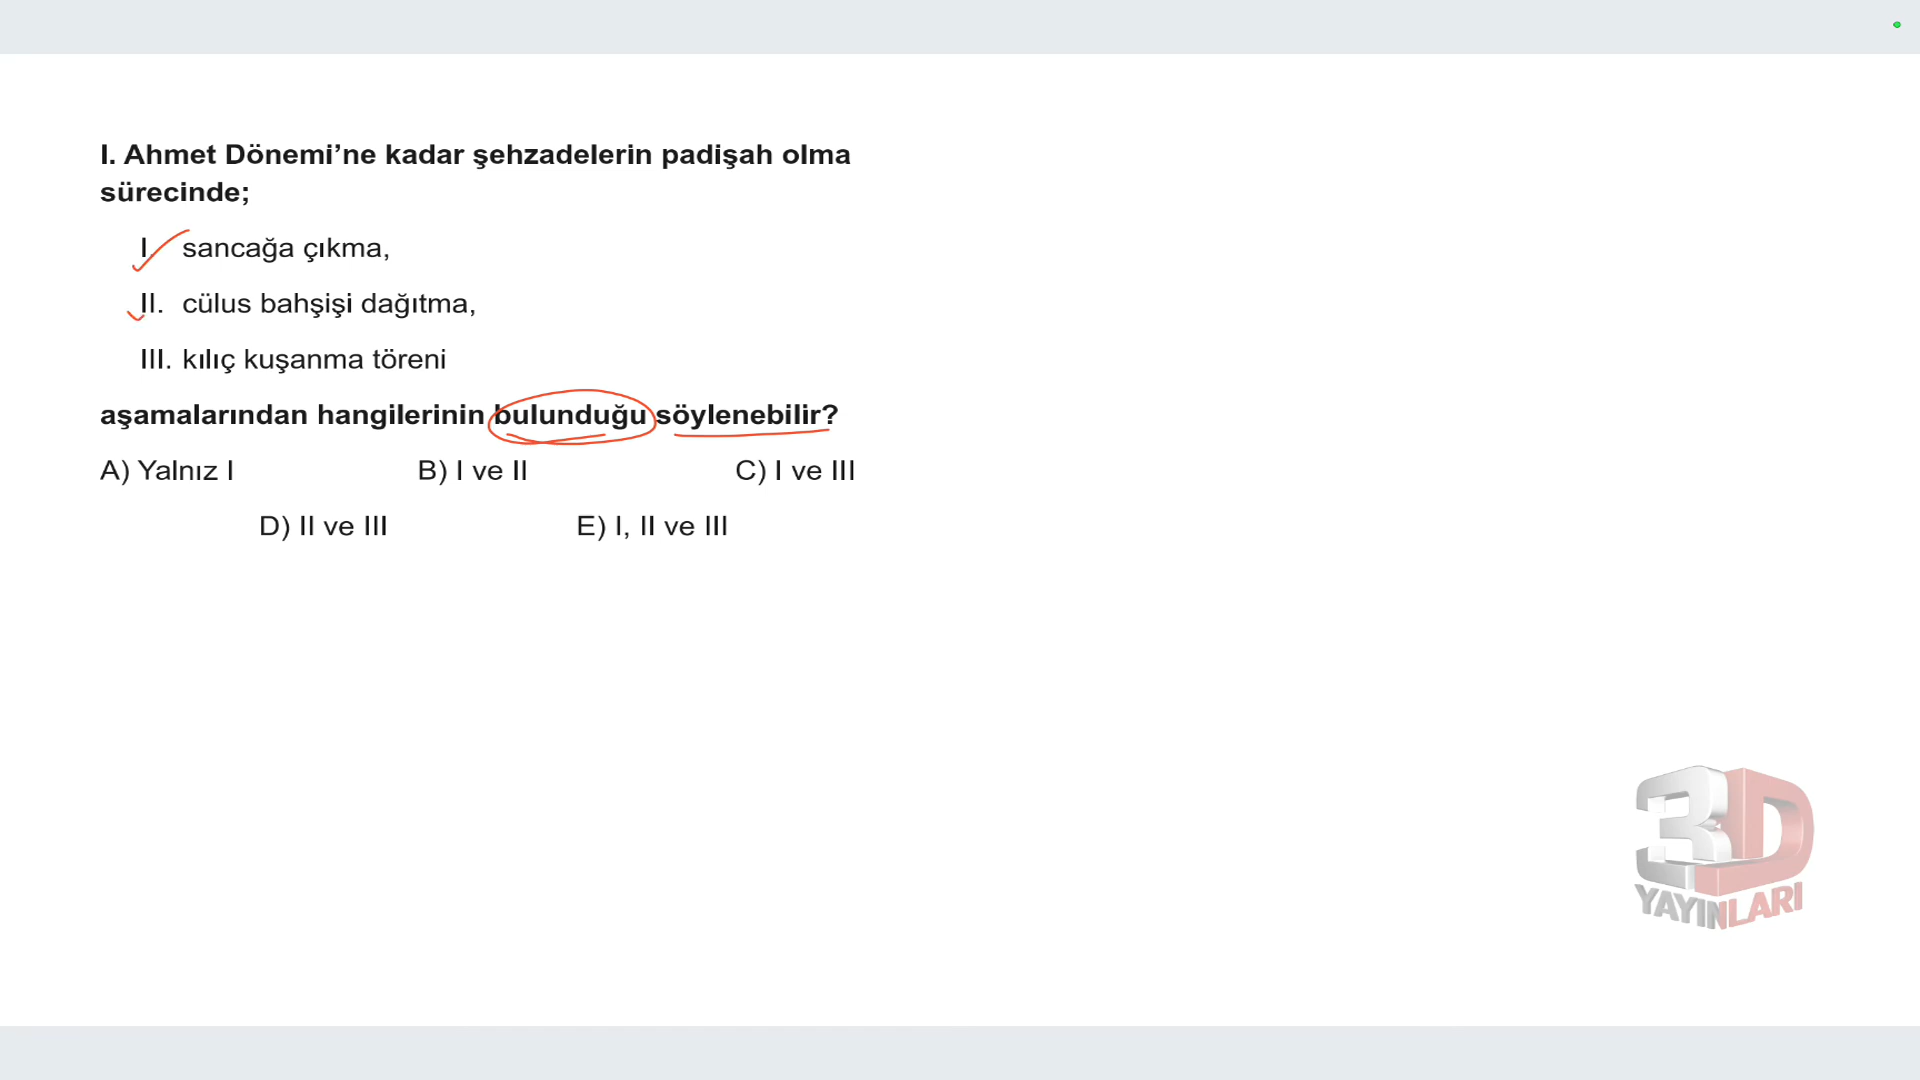 I. Ahmet Dönemi’ne kadar şehzadelerin padişah olma
sürecinde;
I. sancağa çıkma,
II. cülus bahşişi dağıtma,
III. kılıç kuşanma töreni
aşamalarından hangilerinin bulunduğu söylenebilir?
A) Yalnız I B) I ve II C) I ve III
D) II ve III E) I, II ve III
3D
YAYINLARI